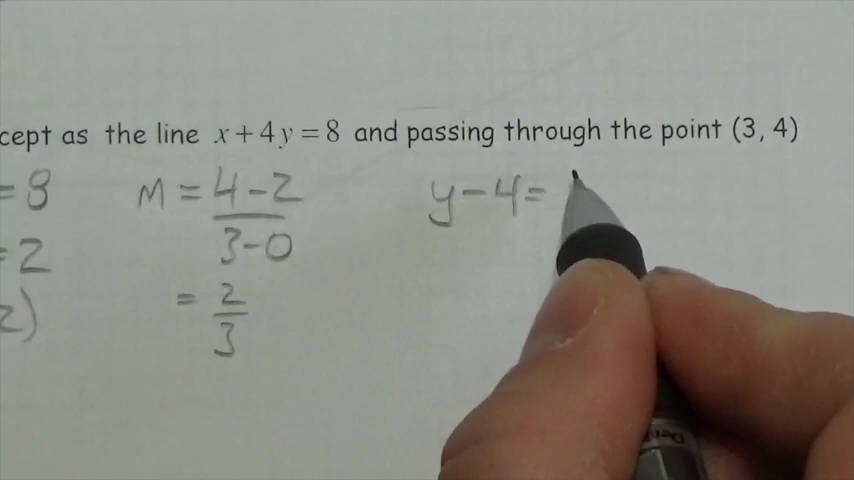 cept as the line x + 4y = 8 and passing through the point (3, 4)
= 8 M = 4 - 2 y - 4 =
3 - 0
= 2
= 2
3
2)